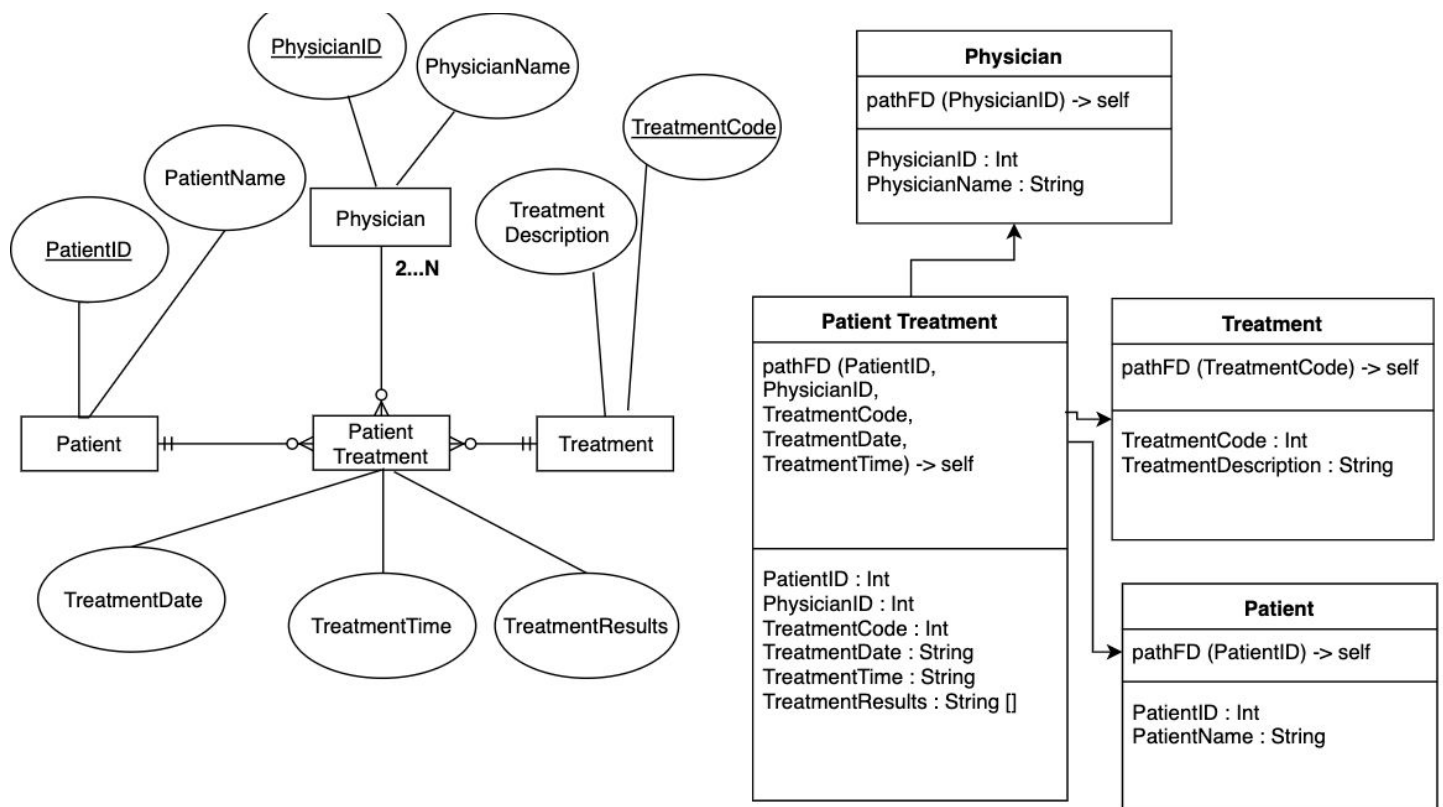 PhysicianID
PhysicianName
TreatmentCode
PatientName
PatientID
Physician
Treatment
Description
2...N
Patient
Patient
Treatment
Treatment
TreatmentDate
TreatmentTime
TreatmentResults
Physician
pathFD (PhysicianID) -> self
PhysicianID : Int
PhysicianName : String
Patient Treatment
pathFD (PatientID,
PhysicianID,
TreatmentCode,
TreatmentDate,
TreatmentTime) -> self
PatientID : Int
PhysicianID : Int
TreatmentCode : Int
TreatmentDate : String
TreatmentTime : String
TreatmentResults : String []
Treatment
pathFD (TreatmentCode) -> self
TreatmentCode : Int
TreatmentDescription : String
Patient
pathFD (PatientID) -> self
PatientID : Int
PatientName : String